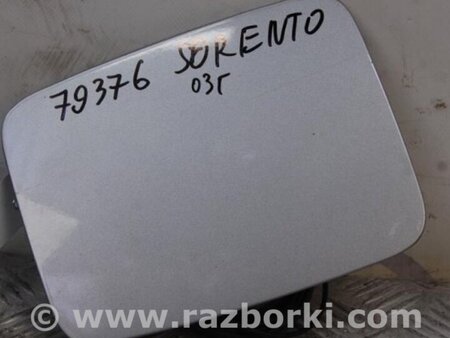 79376 SORENTO
03г
www.razborki.com